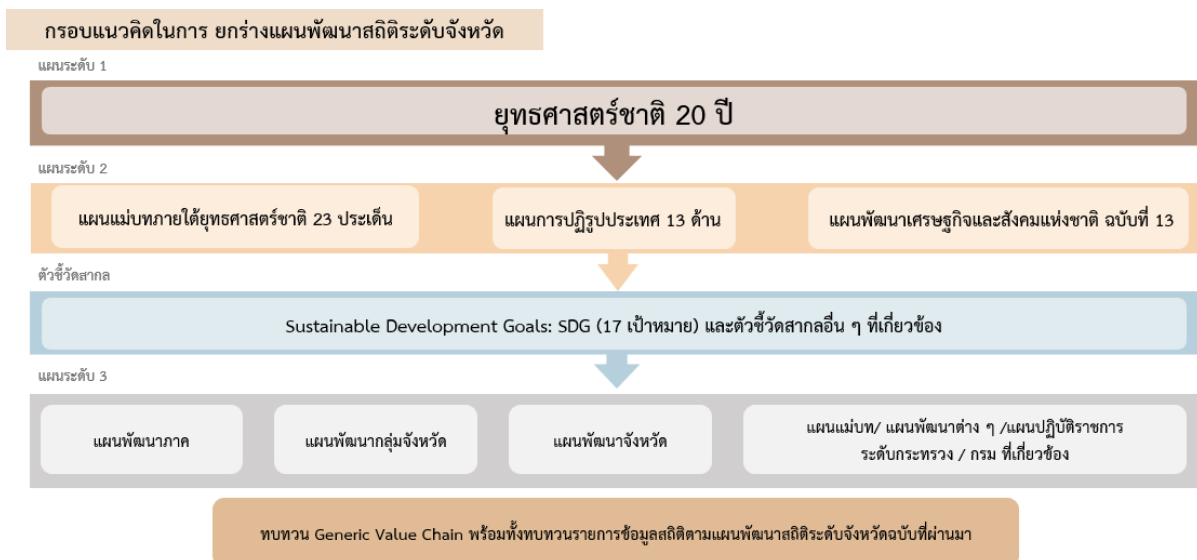 กรอบแนวคิดในการ ยกร่างแผนพัฒนาสถิติระดับจังหวัด
แผนระดับ 1
ยุทธศาสตร์ชาติ 20 ปี
แผนระดับ 2
แผนแม่บทภายใต้ยุทธศาสตร์ชาติ 23 ประเด็น
แผนการปฏิรูปประเทศ 13 ด้าน
แผนพัฒนาเศรษฐกิจและสังคมแห่งชาติ ฉบับที่ 13
ตัวชี้วัดสากล
Sustainable Development Goals: SDG (17 เป้าหมาย) และตัวชี้วัดสากลอื่น ๆ ที่เกี่ยวข้อง
แผนระดับ 3
แผนพัฒนาภาค
แผนพัฒนากลุ่มจังหวัด
แผนพัฒนาจังหวัด
แผนแม่บท/ แผนพัฒนาต่าง ๆ /แผนปฏิบัติราชการ
ระดับกระทรวง / กรม ที่เกี่ยวข้อง
ทบทวน Generic Value Chain พร้อมทั้งทบทวนรายการข้อมูลสถิติตามแผนพัฒนาสถิติระดับจังหวัดฉบับที่ผ่านมา